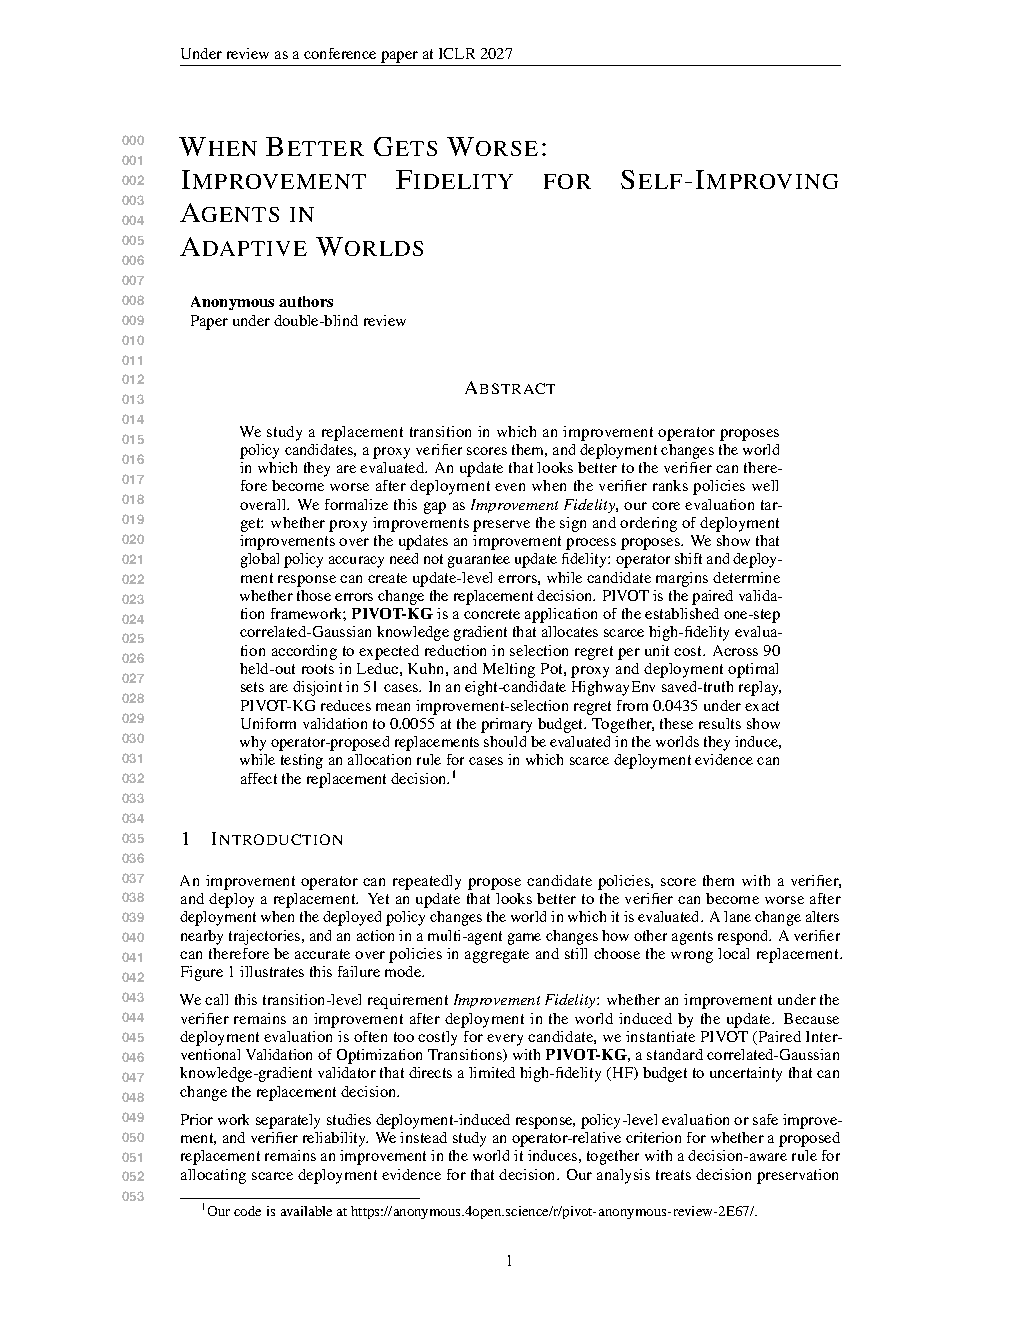 Under review as a conference paper at ICLR 2027
000
001
002
003
004
005
006
007
008
009
010
011
012
013
014
015
016
017
018
019
020
021
022
023
024
025
026
027
028
029
030
031
032
033
034
035
036
037
038
039
040
041
042
043
044
045
046
047
048
049
050
051
052
053
WHEN BETTER GETS WORSE:
IMPROVEMENT FIDELITY FOR SELF-IMPROVING
AGENTS IN
ADAPTIVE WORLDS
Anonymous authors
Paper under double-blind review
ABSTRACT
We study a replacement transition in which an improvement operator proposes
policy candidates, a proxy verifier scores them, and deployment changes the world
in which they are evaluated. An update that looks better to the verifier can there-
fore become worse after deployment even when the verifier ranks policies well
overall. We formalize this gap as Improvement Fidelity, our core evaluation tar-
get: whether proxy improvements preserve the sign and ordering of deployment
improvements over the updates an improvement process proposes. We show that
global policy accuracy need not guarantee update fidelity: operator shift and deploy-
ment response can create update-level errors, while candidate margins determine
whether those errors change the replacement decision. PIVOT is the paired valida-
tion framework; PIVOT-KG is a concrete application of the established one-step
correlated-Gaussian knowledge gradient that allocates scarce high-fidelity evalua-
tion according to expected reduction in selection regret per unit cost. Across 90
held-out roots in Leduc, Kuhn, and Melting Pot, proxy and deployment optimal
sets are disjoint in 51 cases. In an eight-candidate HighwayEnv saved-truth replay,
PIVOT-KG reduces mean improvement-selection regret from 0.0435 under exact
Uniform validation to 0.0055 at the primary budget. Together, these results show
why operator-proposed replacements should be evaluated in the worlds they induce,
while testing an allocation rule for cases in which scarce deployment evidence can
affect the replacement decision.1
1 INTRODUCTION
An improvement operator can repeatedly propose candidate policies, score them with a verifier,
and deploy a replacement. Yet an update that looks better to the verifier can become worse after
deployment when the deployed policy changes the world in which it is evaluated. A lane change alters
nearby trajectories, and an action in a multi-agent game changes how other agents respond. A verifier
can therefore be accurate over policies in aggregate and still choose the wrong local replacement.
Figure 1 illustrates this failure mode.
We call this transition-level requirement Improvement Fidelity: whether an improvement under the
verifier remains an improvement after deployment in the world induced by the update. Because
deployment evaluation is often too costly for every candidate, we instantiate PIVOT (Paired Inter-
ventional Validation of Optimization Transitions) with PIVOT-KG, a standard correlated-Gaussian
knowledge-gradient validator that directs a limited high-fidelity (HF) budget to uncertainty that can
change the replacement decision.
Prior work separately studies deployment-induced response, policy-level evaluation or safe improve-
ment, and verifier reliability. We instead study an operator-relative criterion for whether a proposed
replacement remains an improvement in the world it induces, together with a decision-aware rule for
allocating scarce deployment evidence for that decision. Our analysis treats decision preservation
1Our code is available at https://anonymous.4open.science/r/pivot-anonymous-review-2E67/.
1